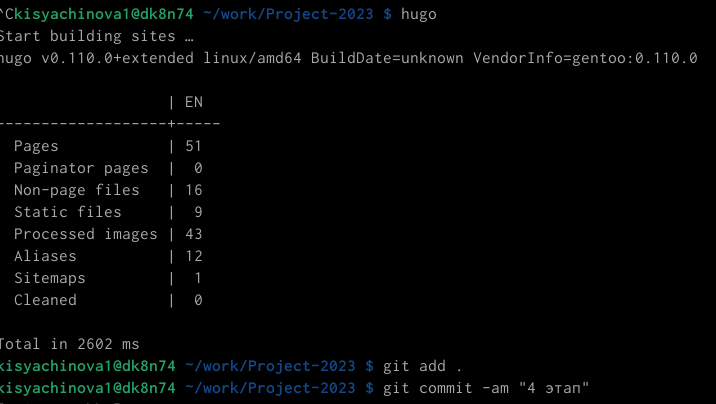 ^Ckisyachinova1@dk8n74 ~/work/Project-2023 $ hugo
Start building sites …
hugo v0.110.0+extended linux/amd64 BuildDate=unknown VendorInfo=gentoo:0.110.0
| EN
-------------------+-----
Pages | 51
Paginator pages | 0
Non-page files | 16
Static files | 9
Processed images | 43
Aliases | 12
Sitemaps | 1
Cleaned | 0
Total in 2602 ms
kisyachinova1@dk8n74 ~/work/Project-2023 $ git add .
kisyachinova1@dk8n74 ~/work/Project-2023 $ git commit -am "4 этап"